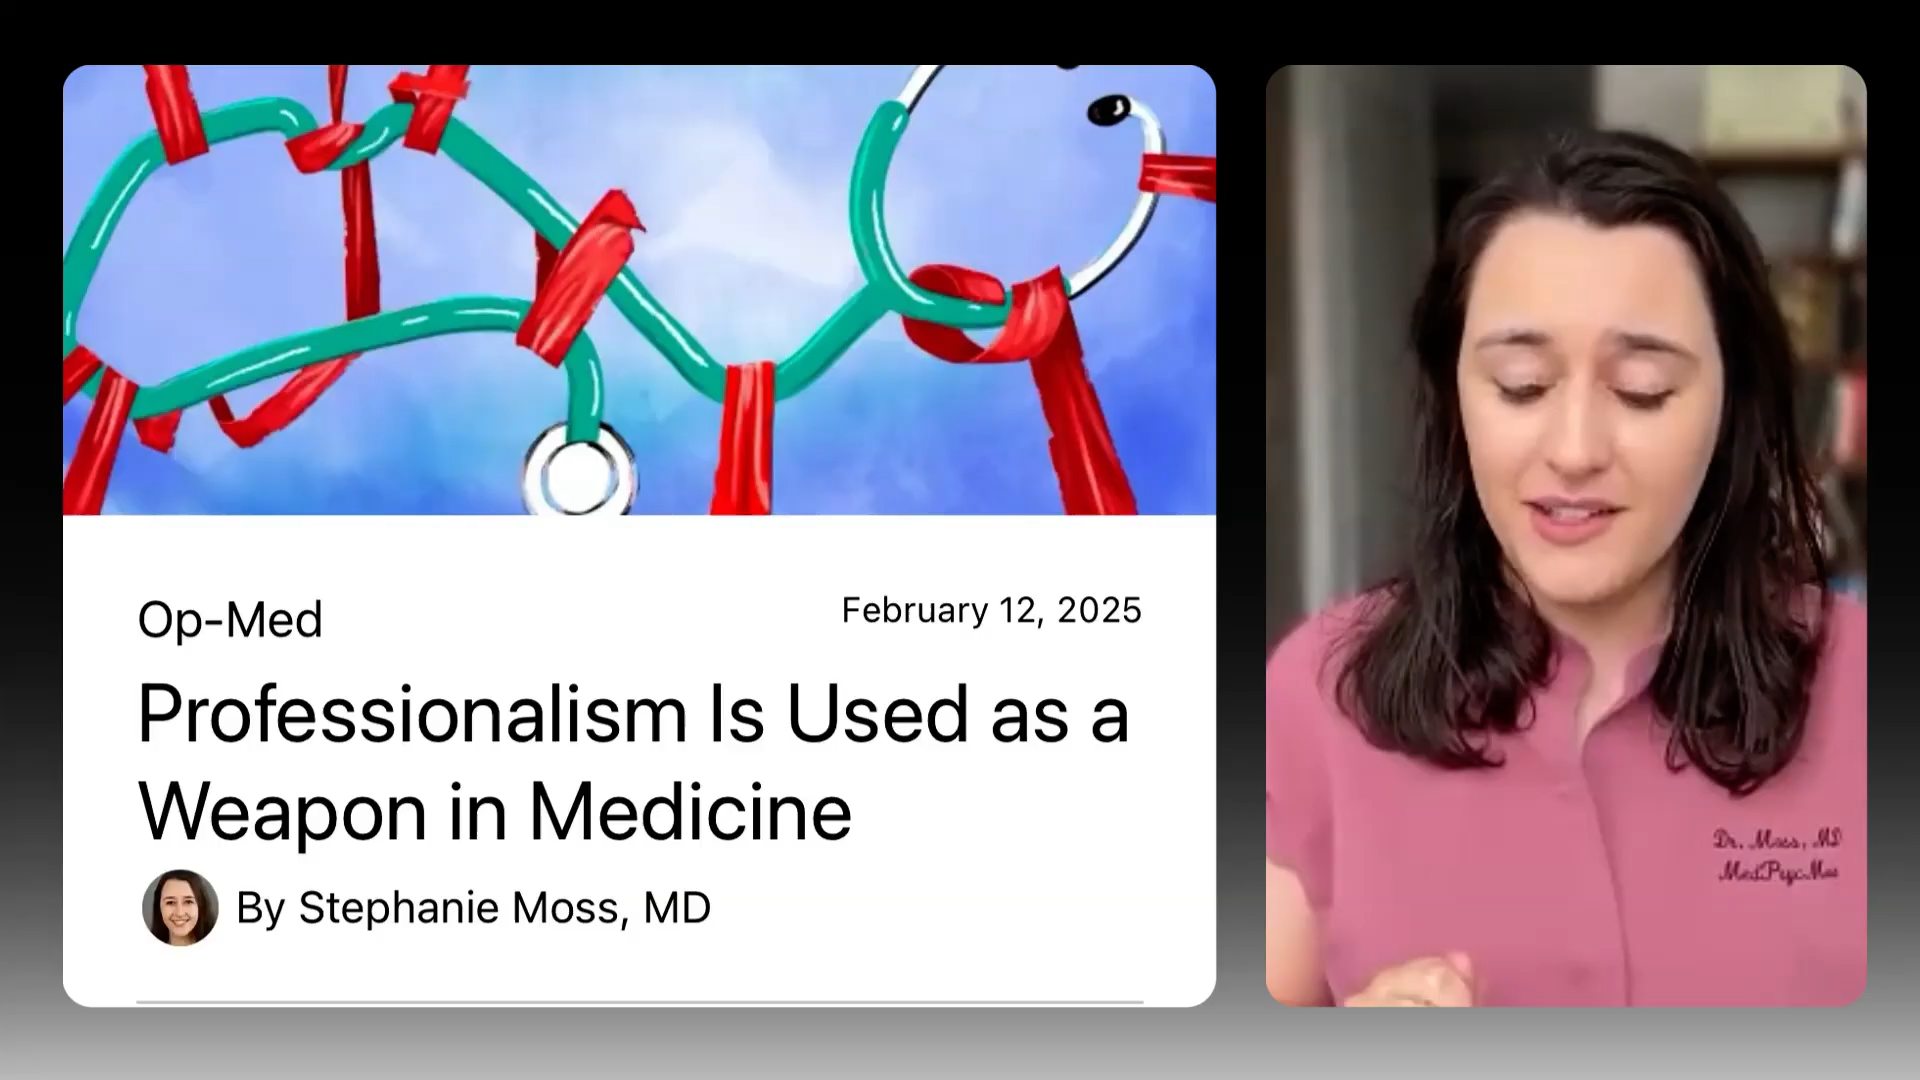 Op-Med
February 12, 2025
Professionalism Is Used as a
Weapon in Medicine
By Stephanie Moss, MD
Dr. Moss, MD
MedPsycMos